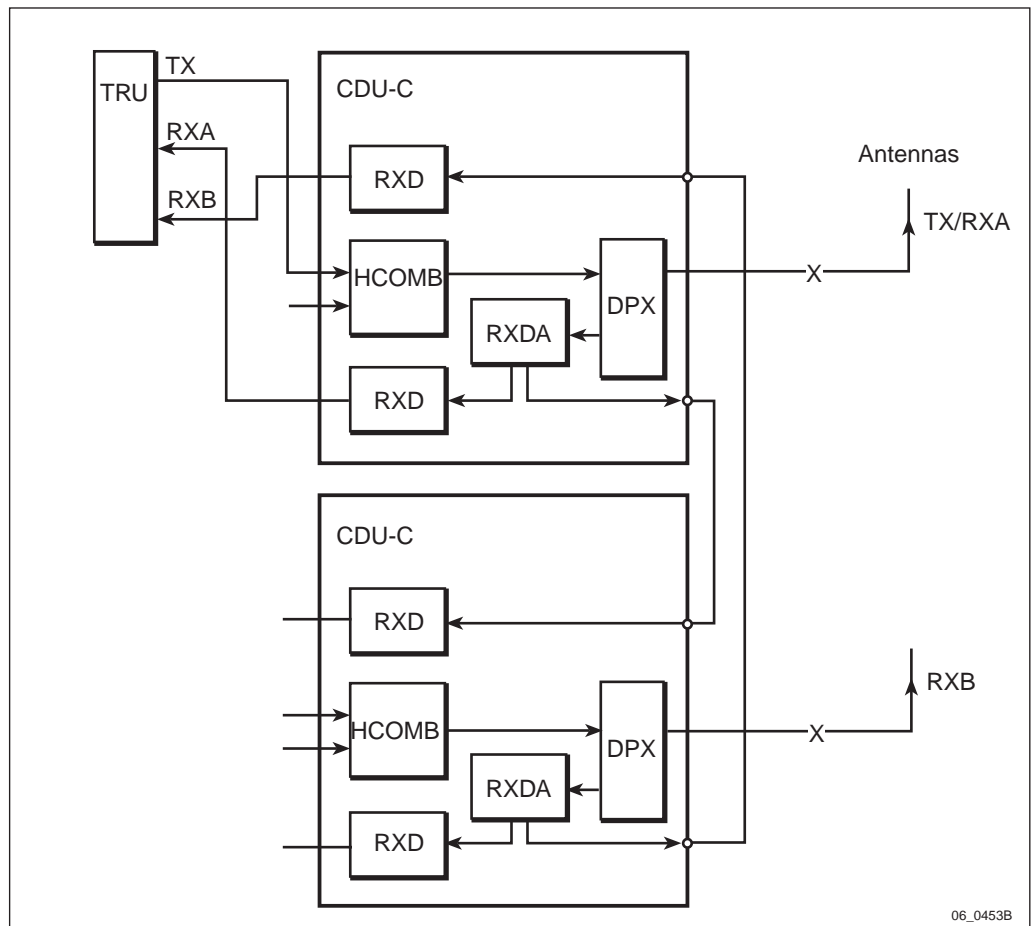 TRU
TX
RXA
RXB
CDU-C
RXD
HCOMB
RXDA
DPX
RXD
Antennas
TX/RXA
X
CDU-C
RXD
HCOMB
RXDA
DPX
RXD
X
RXB
06_0453B